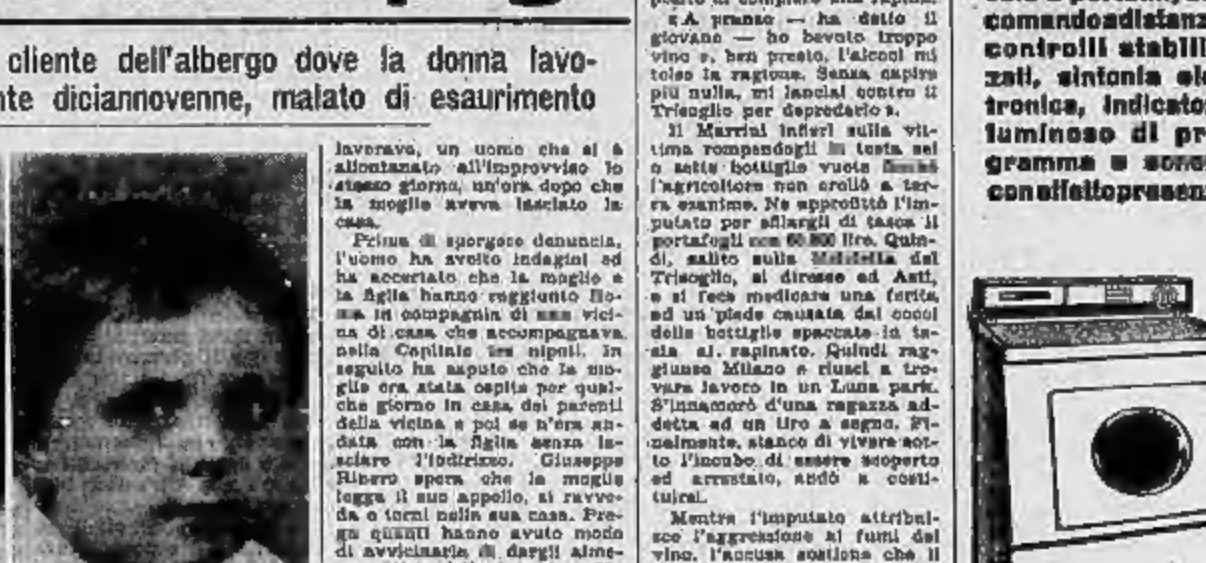 cliente dell'albergo dove la donna lavo-
diciannovenne, malato di esaurimento
lavorava, un uomo che si è
allontanato all'improvviso lo
stesso giorno, un'ora dopo che
la moglie aveva lasciato la
casa.
Prima di sporgere denuncia,
l'uomo ha svolto indagini ed
ha accertato che la moglie e
la figlia hanno raggiunto Ro-
ma in compagnia di una vici-
na di casa che accompagnava
nella Capitale tre nipoti. In
seguito ha saputo che la mo-
glie era stata ospite per qual-
che giorno in casa dei parenti
della vicina e poi se n'era an-
data con la figlia senza la-
sciare l'indirizzo. Giuseppe
Ribero spera che la moglie
legga il suo appello, si ravve-
da e torni nella sua casa. Pre-
ga quanti hanno avuto modo
di avvicinarla di dargli alme-
« A pranzo — ha detto il
giovane — ho bevuto troppo
vino e, ben presto, l'alcool mi
tolse la ragione. Senza capire
più nulla, mi lanciai contro il
Trisoglio per depredarlo ».
Il Marrini infierì sulla vit-
tima rompendogli in testa sei
o sette bottiglie vuote
l'agricoltore non crollò a ter-
ra esanime. Ne approfittò l'im-
putato per sfilargli di tasca il
portafogli con lire. Quin-
di, salito sulla del
Trisoglio, si diresse ad Asti,
e si fece medicare una ferita
ad un piede causata dai cocci
delle bottiglie spaccate in te-
sta al rapinato. Quindi rag-
giunse Milano e riuscì a tro-
vare lavoro in un Luna park.
S'innamorò d'una ragazza ad-
detta ad un tiro a segno. Fi-
nalmente, stanco di vivere sot-
to l'incubo di essere scoperto
ed arrestato, andò a costi-
tuirsi.
Mentre l'imputato attribui-
sce l'aggressione ai fumi del
vino, l'accusa sostiene che il
comandoadistanz
controlli stabili
zati, sintonia ele
tronica, indicato
luminoso di pr
gramma e sono
coneffettopresen